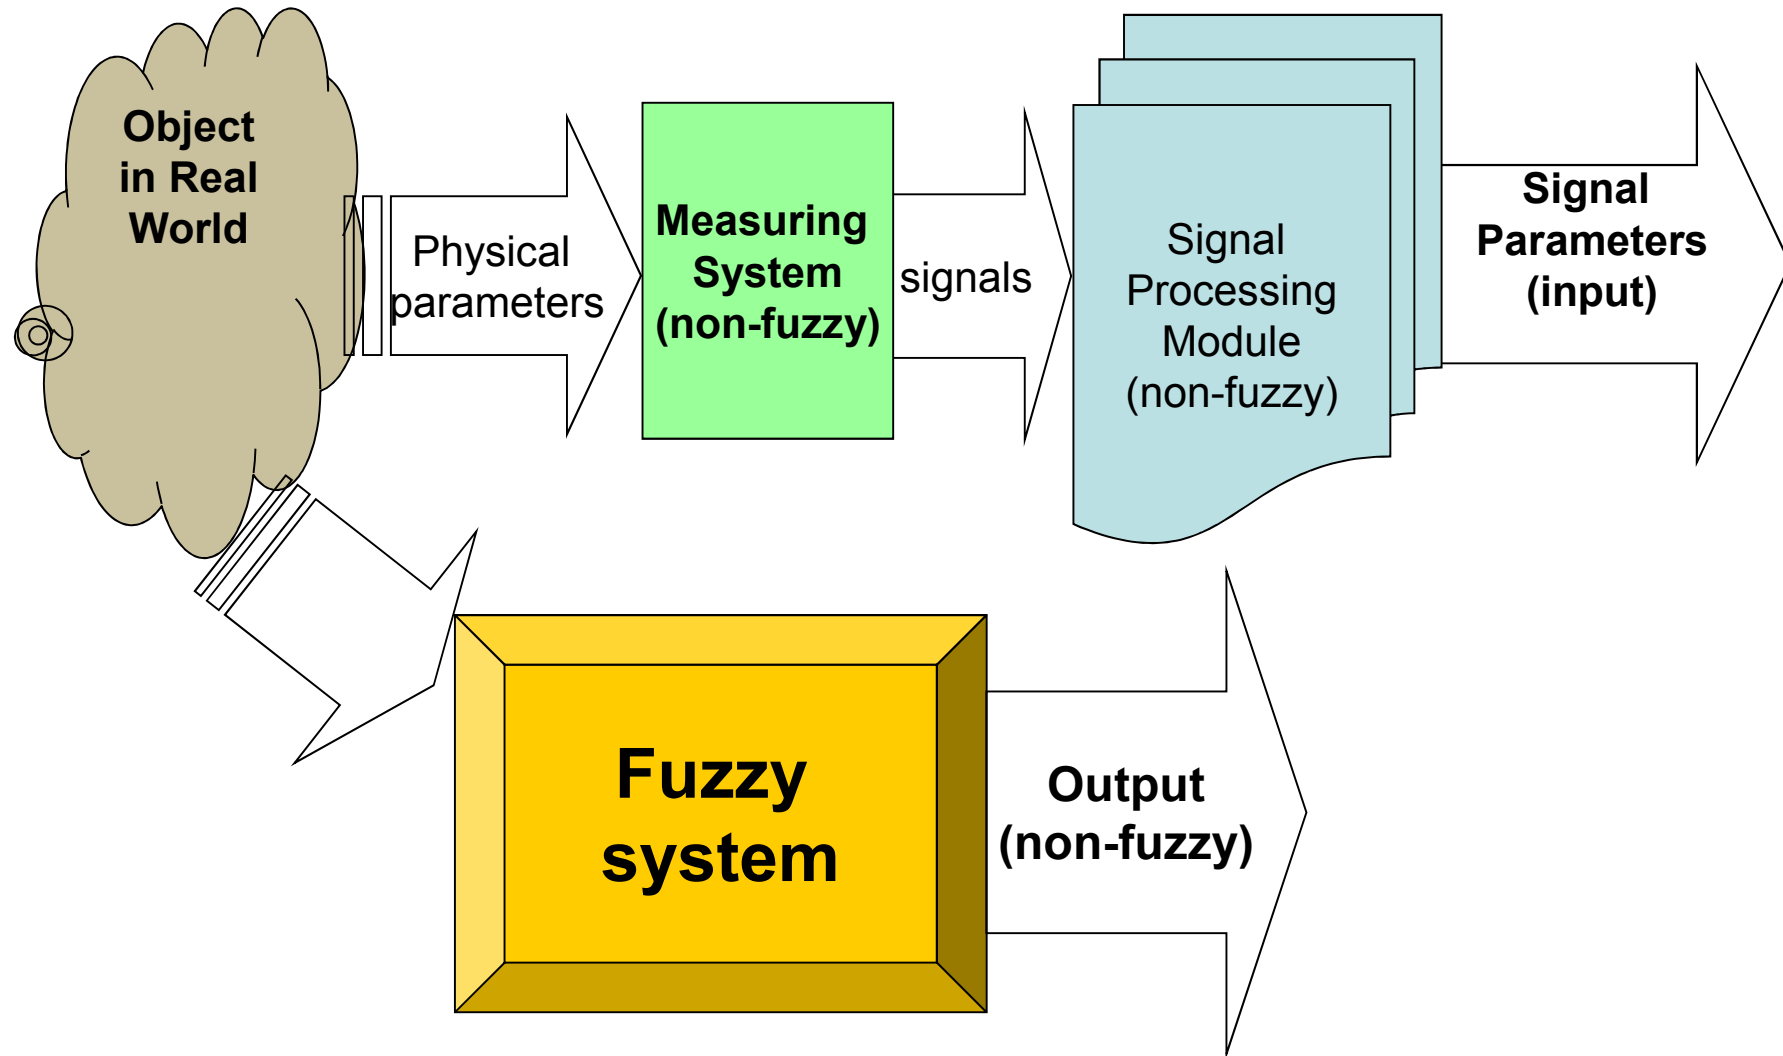 Object
in Real
World
Physical
parameters
Measuring
System
(non-fuzzy)
signals
Signal
Processing
Module
(non-fuzzy)
Signal
Parameters
(input)
Fuzzy
system
Output
(non-fuzzy)